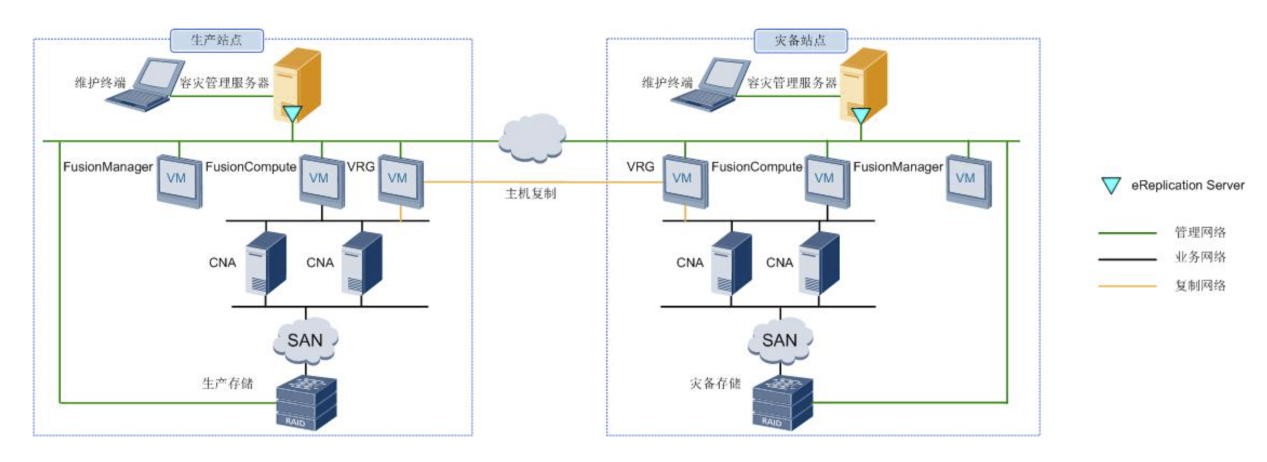 生产站点
灾备站点
维护终端
容灾管理服务器
维护终端
容灾管理服务器
FusionManager
FusionCompute
VRG
VRG
FusionCompute
FusionManager
VM
VM
VM
VM
VM
VM
主机复制
eReplication Server
管理网络
业务网络
复制网络
CNA
CNA
CNA
CNA
SAN
SAN
生产存储
灾备存储
RAID
RAID